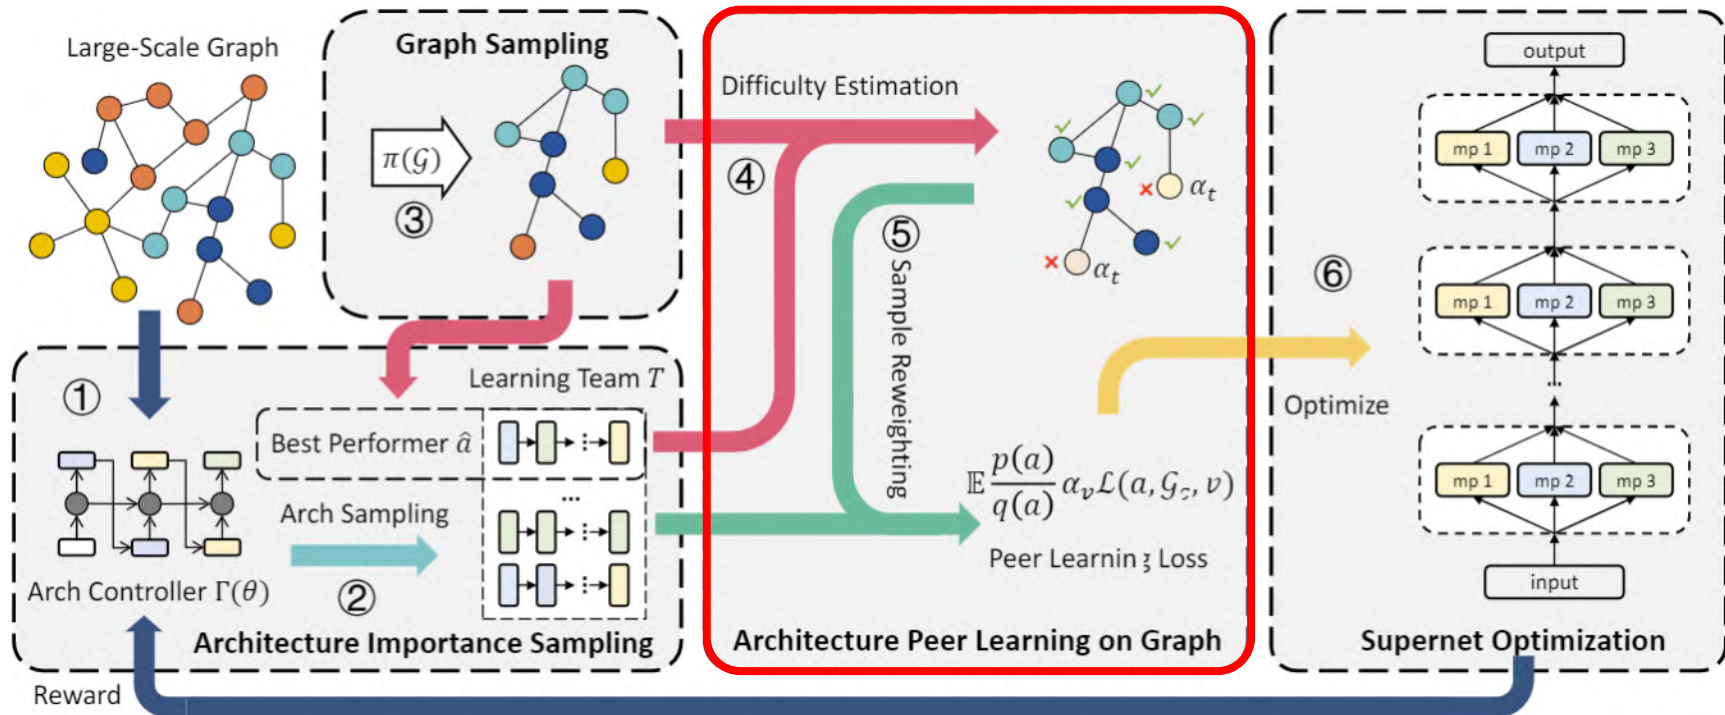 Large-Scale Graph
Graph Sampling
π(𝒢)
③
①
Learning Team T
Best Performer â
...
Arch Sampling
②
Arch Controller Γ(θ)
Architecture Importance Sampling
Reward
Difficulty Estimation
④
⑤ Sample Reweighting
α_t
α_t
𝔼 p(a)/q(a) α_v ℒ(a, 𝒢_s, v)
Peer Learning Loss
Architecture Peer Learning on Graph
⑥
Optimize
output
mp 1 mp 2 mp 3
mp 1 mp 2 mp 3
...
mp 1 mp 2 mp 3
input
Supernet Optimization